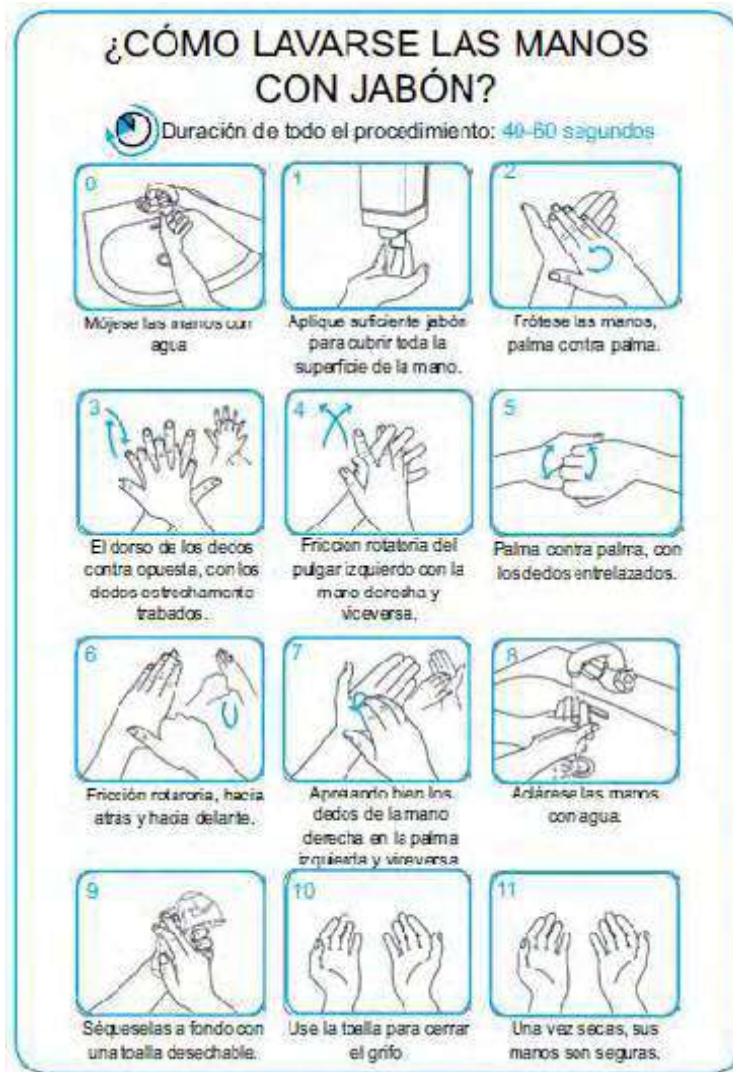 ¿CÓMO LAVARSE LAS MANOS
CON JABÓN?
Duración de todo el procedimiento: 40-60 segundos
0
Mójese las manos con
agua
1
Aplique suficiente jabón
para cubrir toda la
superficie de la mano.
2
Frótese las manos,
palma contra palma.
3
El dorso de los dedos
contra opuesta, con los
dedos estrechamente
trabados.
4
Friccion rotatoria del
pulgar izquierdo con la
mano derecha y
viceversa.
5
Palma contra palma, con
los dedos entrelazados.
6
Fricción rotaroria, hacia
atrás y hacia delante.
7
Apretando bien los
dedos de la mano
derecha en la palma
izquierda y viceversa
8
Aclárese las manos
con agua.
9
Séqueselas a fondo con
una toalla desechable.
10
Use la toella para cerrar
el grifo
11
Una vez secas, sus
manos son seguras.